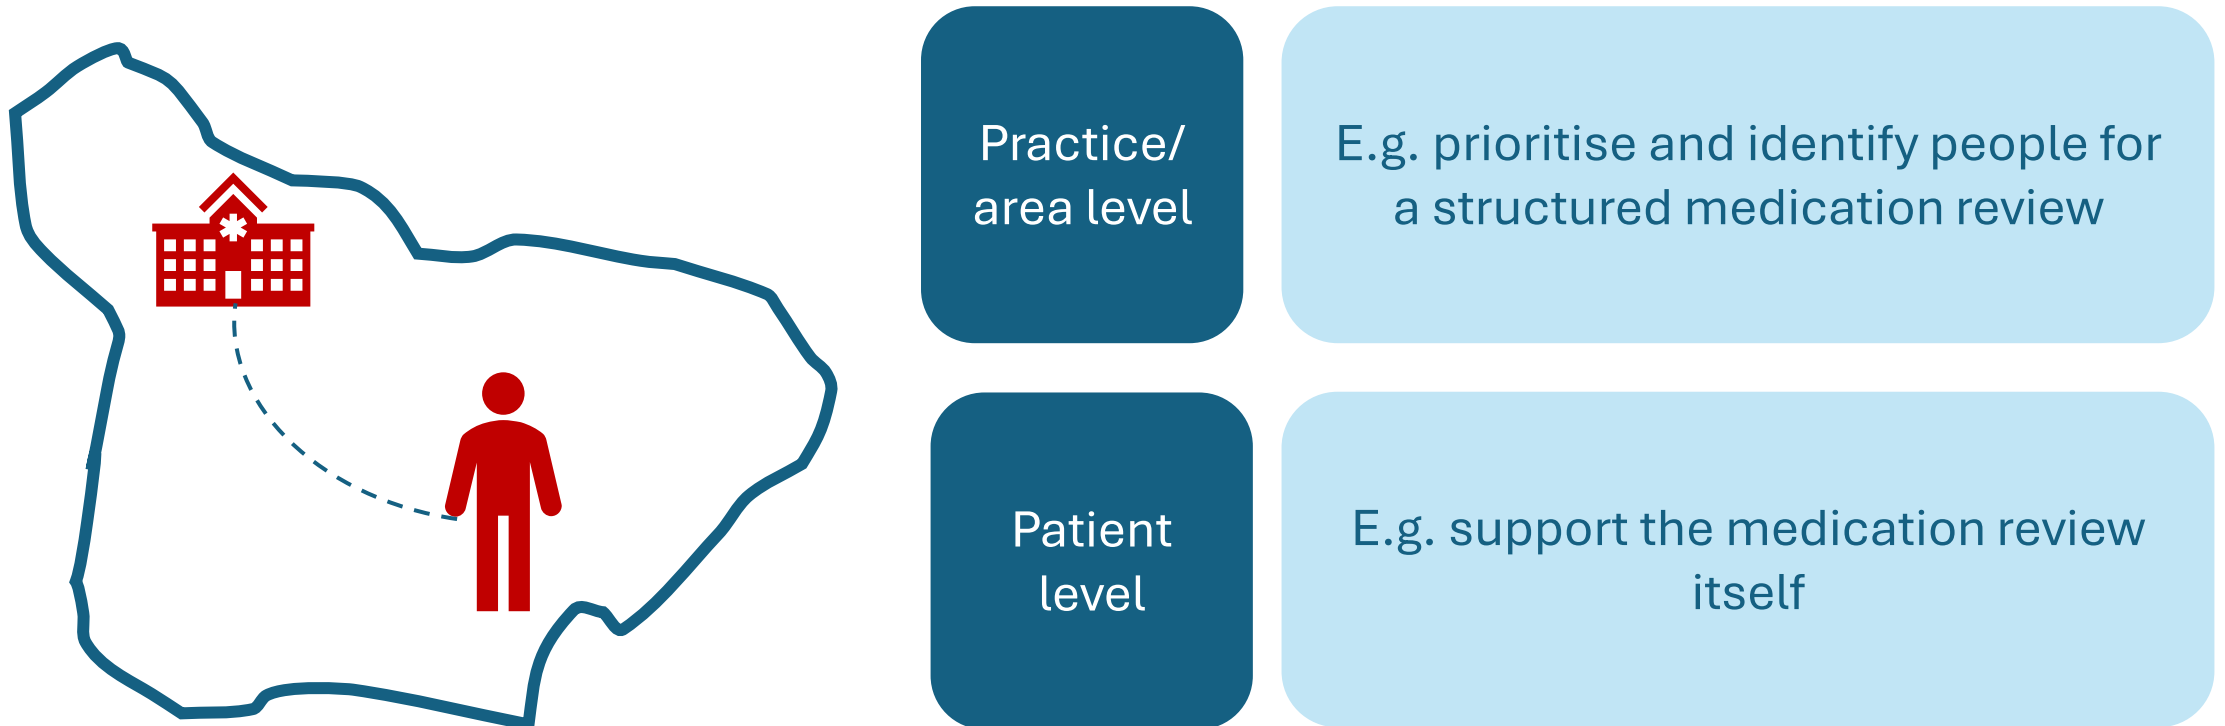 Practice/
area level
E.g. prioritise and identify people for
a structured medication review
Patient
level
E.g. support the medication review
itself